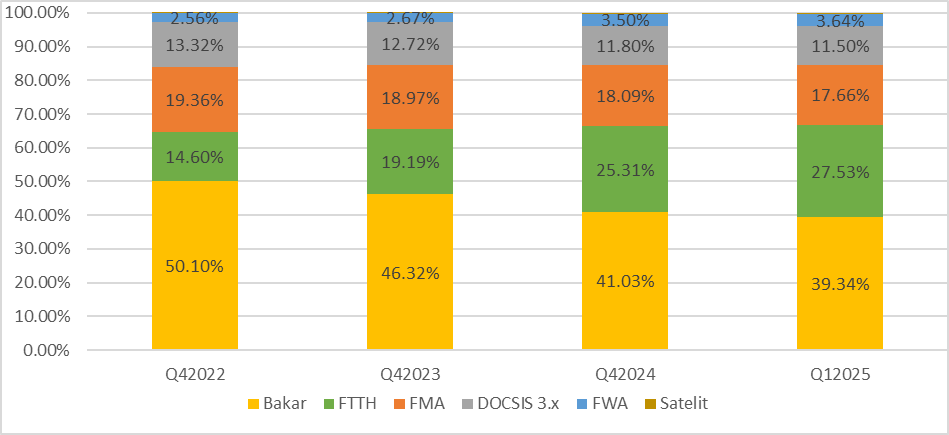 100.00%
90.00%
80.00%
70.00%
60.00%
50.00%
40.00%
30.00%
20.00%
10.00%
0.00%
2.56% 2.67% 3.50% 3.64%
13.32% 12.72% 11.80% 11.50%
19.36% 18.97% 18.09% 17.66%
14.60% 19.19% 25.31% 27.53%
50.10% 46.32% 41.03% 39.34%
Q42022 Q42023 Q42024 Q12025
Bakar FTTH FMA DOCSIS 3.x FWA Satelit